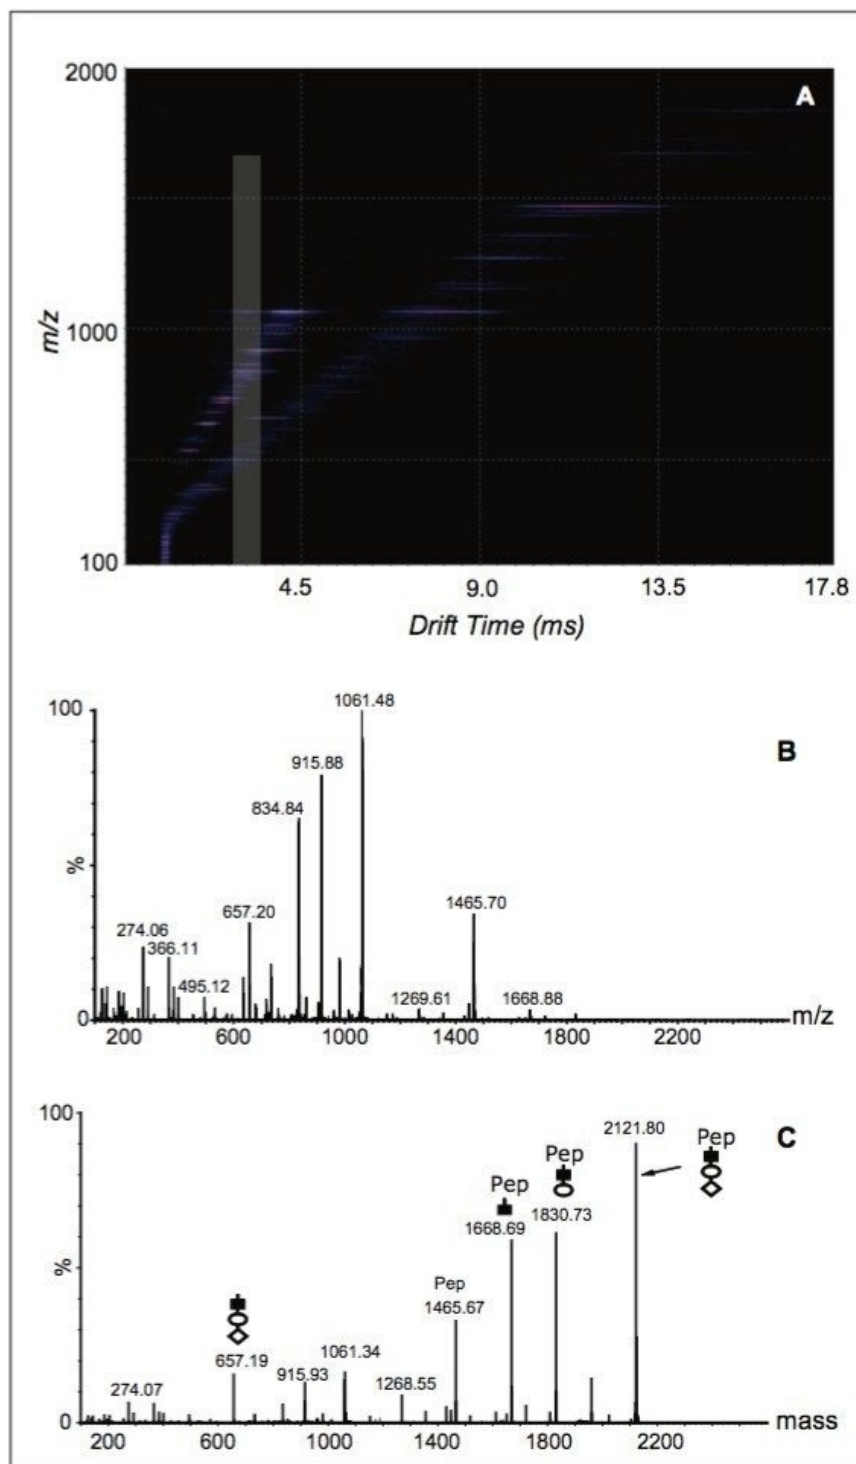 2000
A
m/z
1000
100
4.5 9.0 13.5 17.8
Drift Time (ms)
100
1061.48
B
915.88
834.84
%
657.20
1465.70
274.06
366.11
495.12
1269.61
1668.88
0
m/z
200 600 1000 1400 1800 2200
100
2121.80
C
Pep
Pep
Pep
1830.73
1668.69
%
Pep
1465.67
1061.34
657.19
915.93
1268.55
274.07
0
mass
200 600 1000 1400 1800 2200